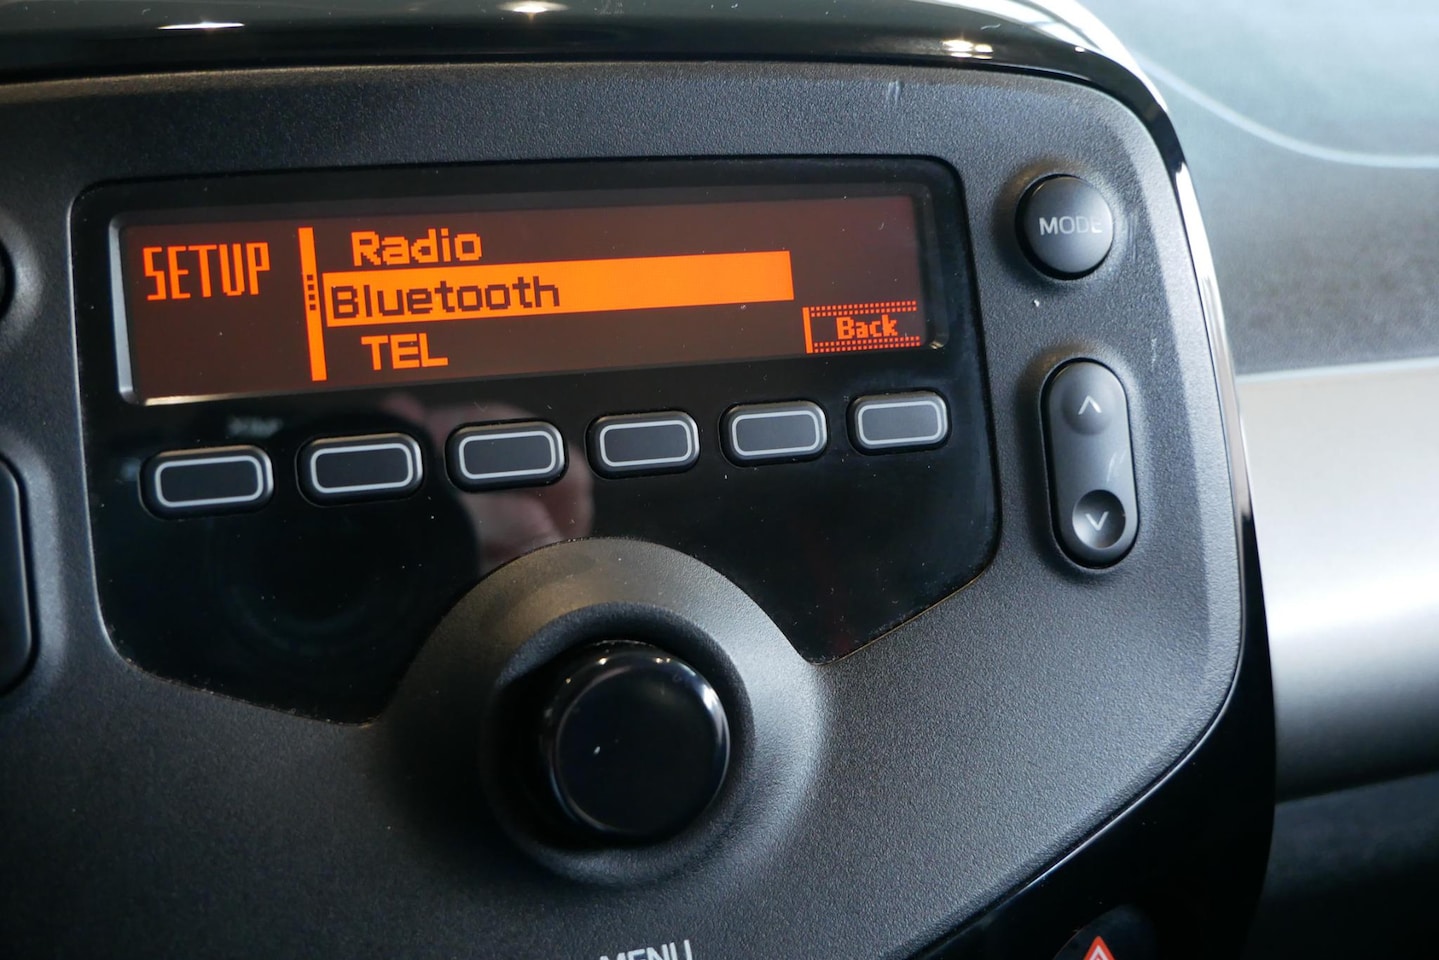 SETUP
Radio
Bluetooth
TEL
Back
MODE
MENU